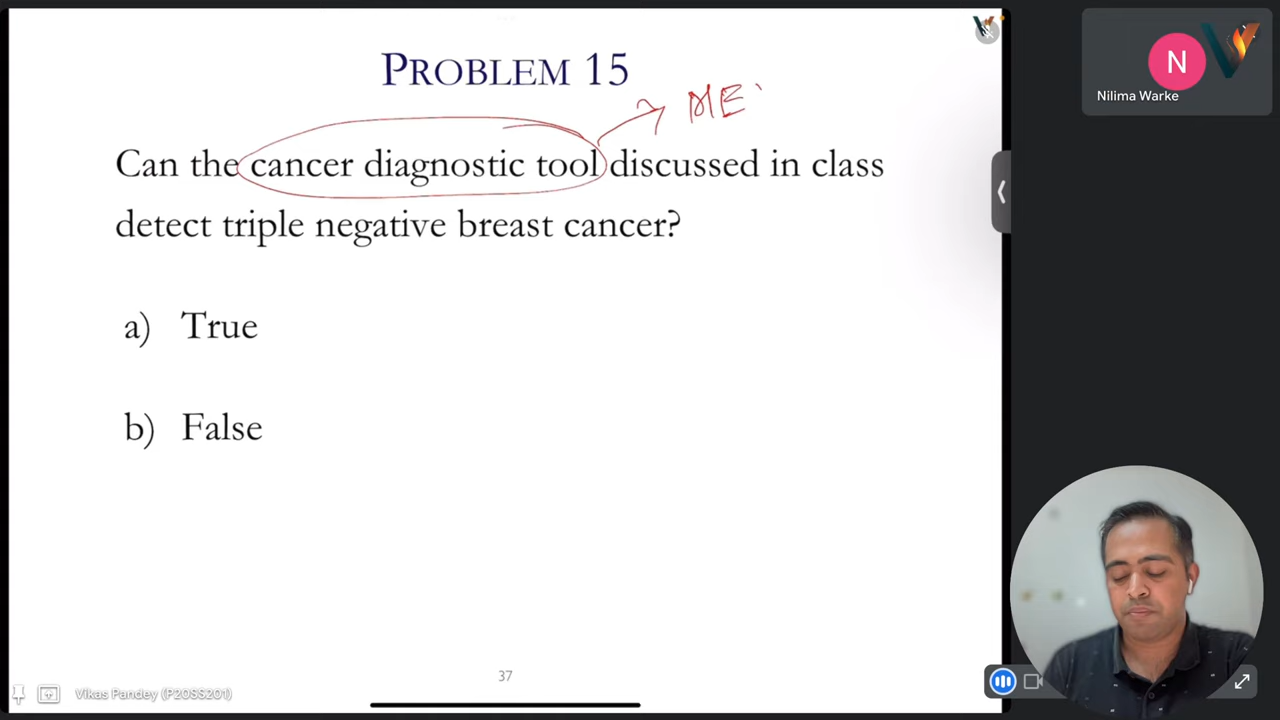 PROBLEM 15
NE
Can the cancer diagnostic tool discussed in class
detect triple negative breast cancer?
a) True
b) False
37
Vikas Pandey (P20SS201)
N
Nilima Warke